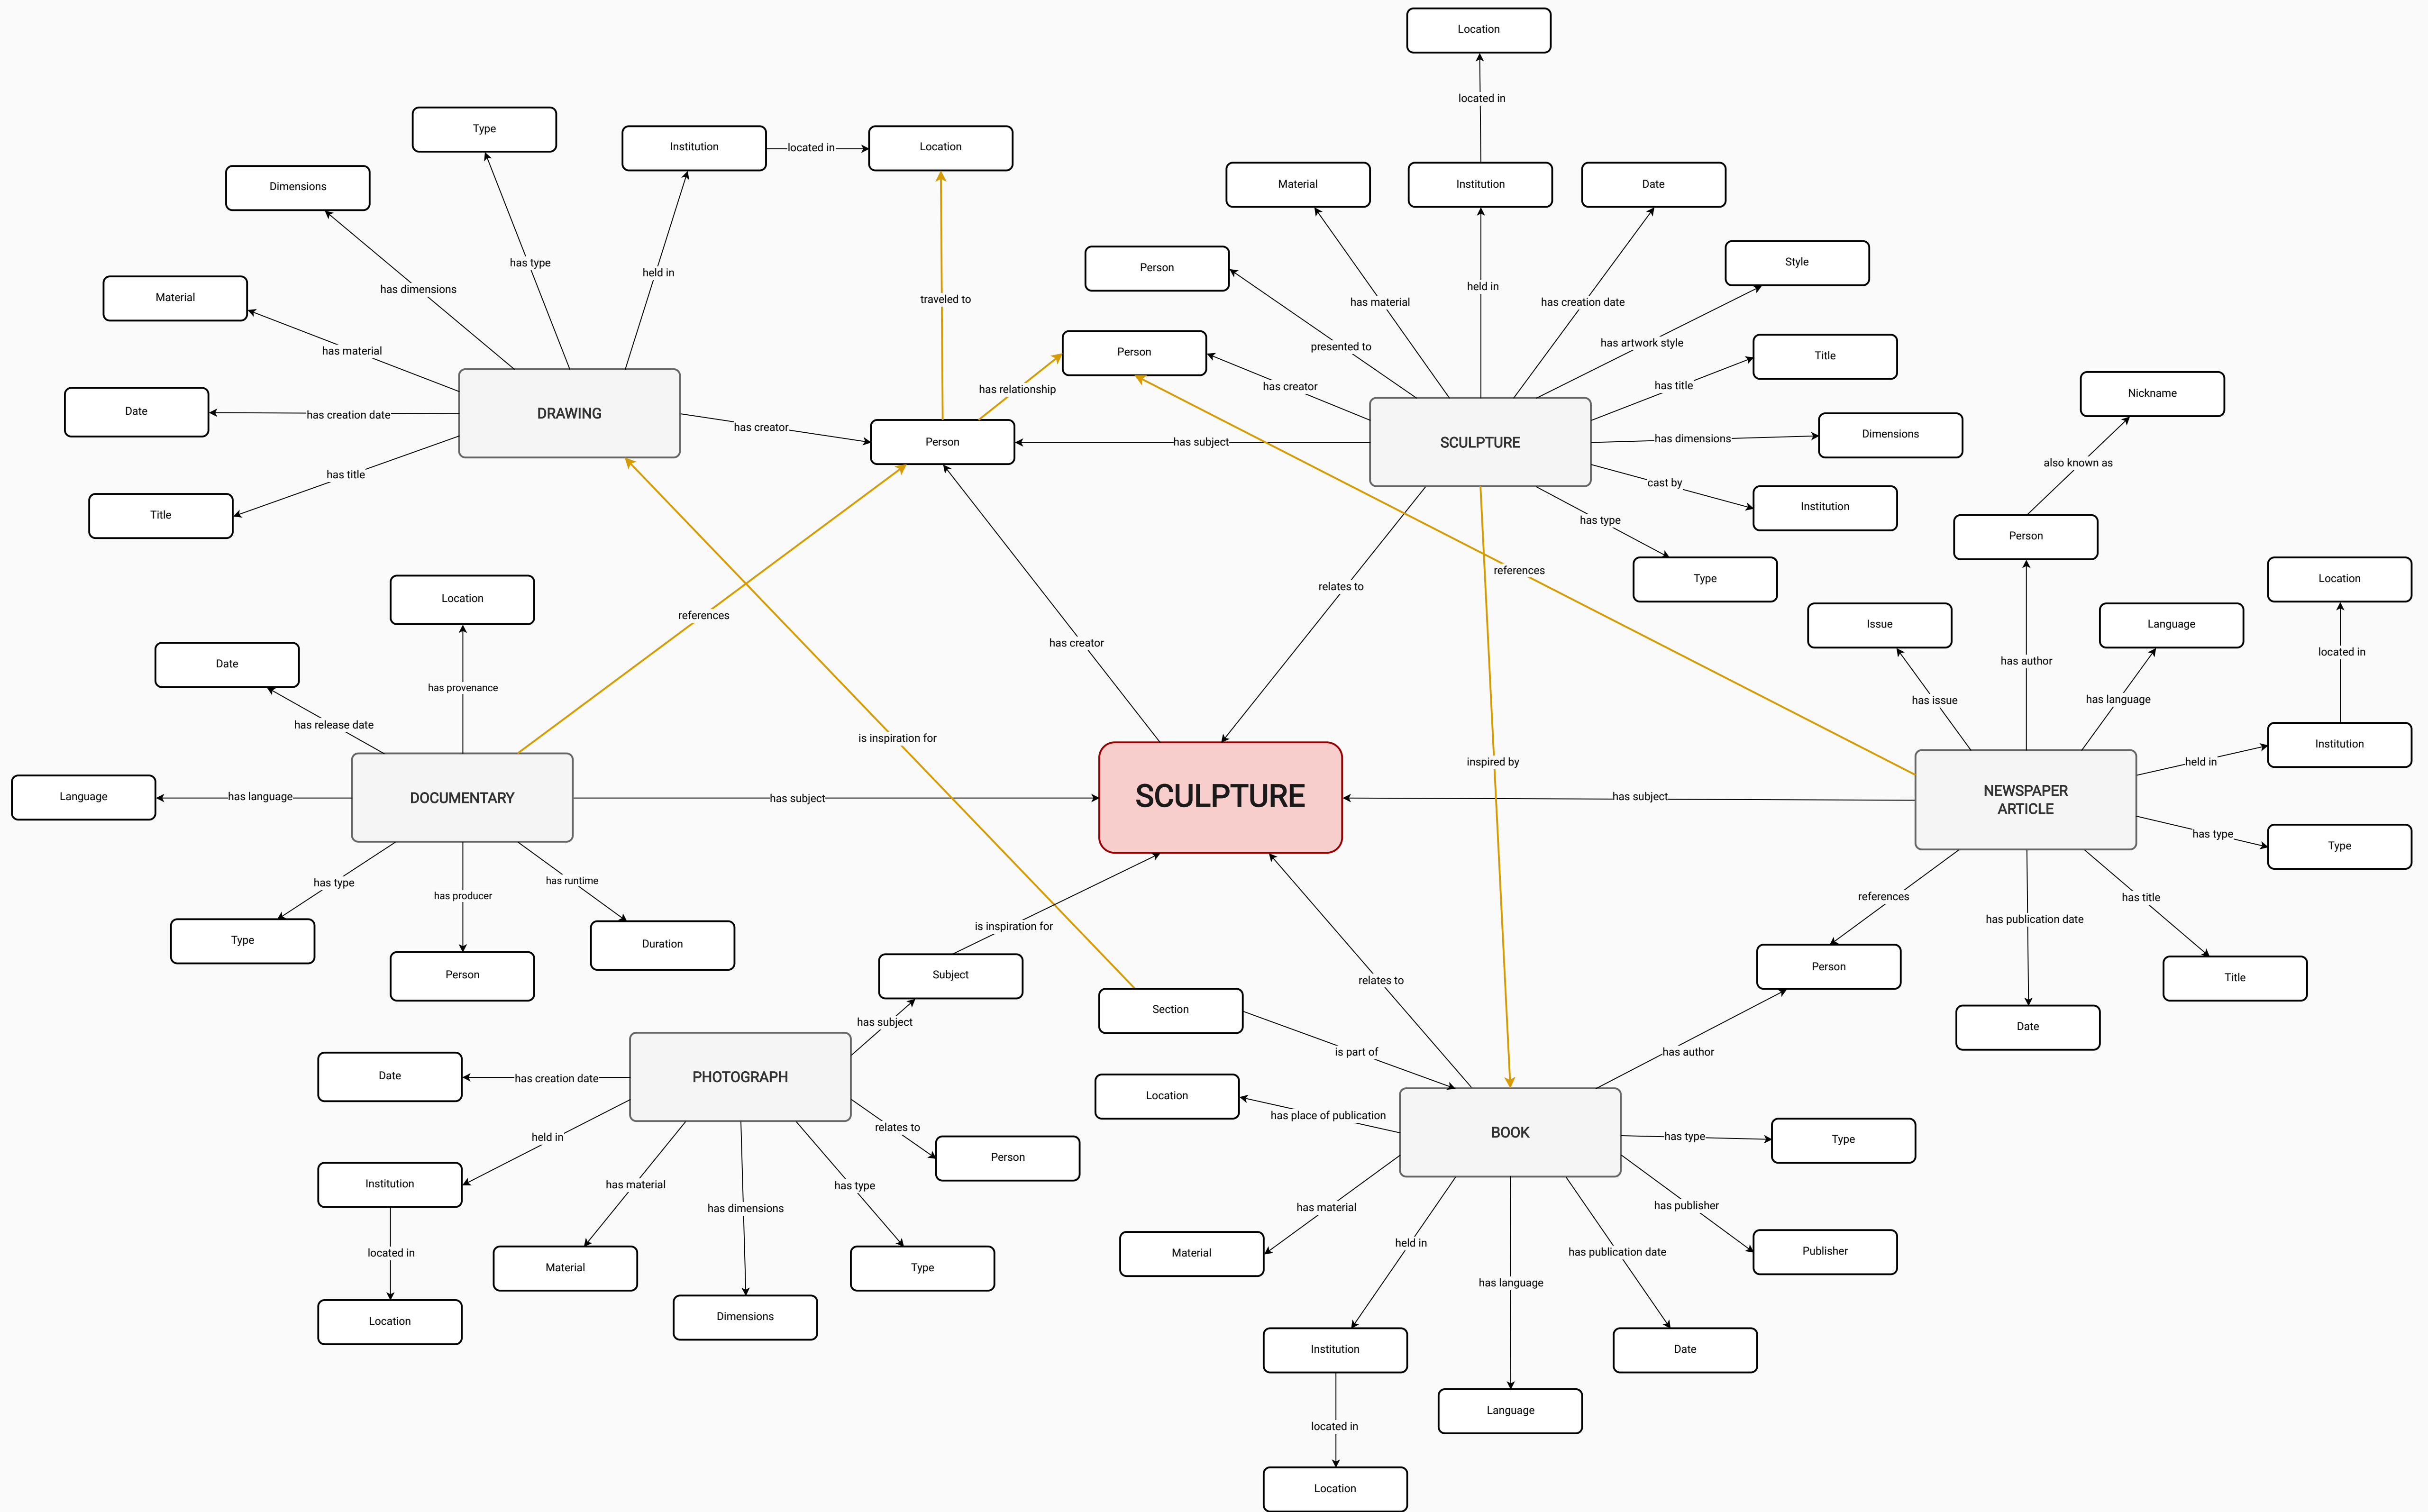 Location
located in
Type
Institution
located in
Location
Dimensions
Material
Institution
Date
Person
Style
Material
has type
held in
has dimensions
traveled to
has material
held in
has creation date
presented to
has artwork style
Title
Person
has material
has relationship
has creator
has title
Nickname
Date
has creation date
DRAWING
has creator
Person
has subject
SCULPTURE
has dimensions
Dimensions
also known as
has title
cast by
Institution
Title
has type
Person
references
Type
Location
Location
relates to
references
Issue
Language
Date
has creator
has author
located in
has provenance
has issue
has language
has release date
is inspiration for
inspired by
Institution
held in
Language
has language
DOCUMENTARY
has subject
SCULPTURE
has subject
NEWSPAPER
ARTICLE
has type
Type
has type
has producer
has runtime
references
has publication date
has title
Type
Duration
is inspiration for
Person
Subject
relates to
Person
Title
has subject
Section
Date
is part of
has author
Date
has creation date
PHOTOGRAPH
Location
has place of publication
BOOK
has type
Type
held in
relates to
Person
Institution
has material
has type
has dimensions
has material
has publisher
located in
Material
Type
Material
held in
has publication date
Publisher
has language
Location
Dimensions
Institution
Date
Language
located in
Location